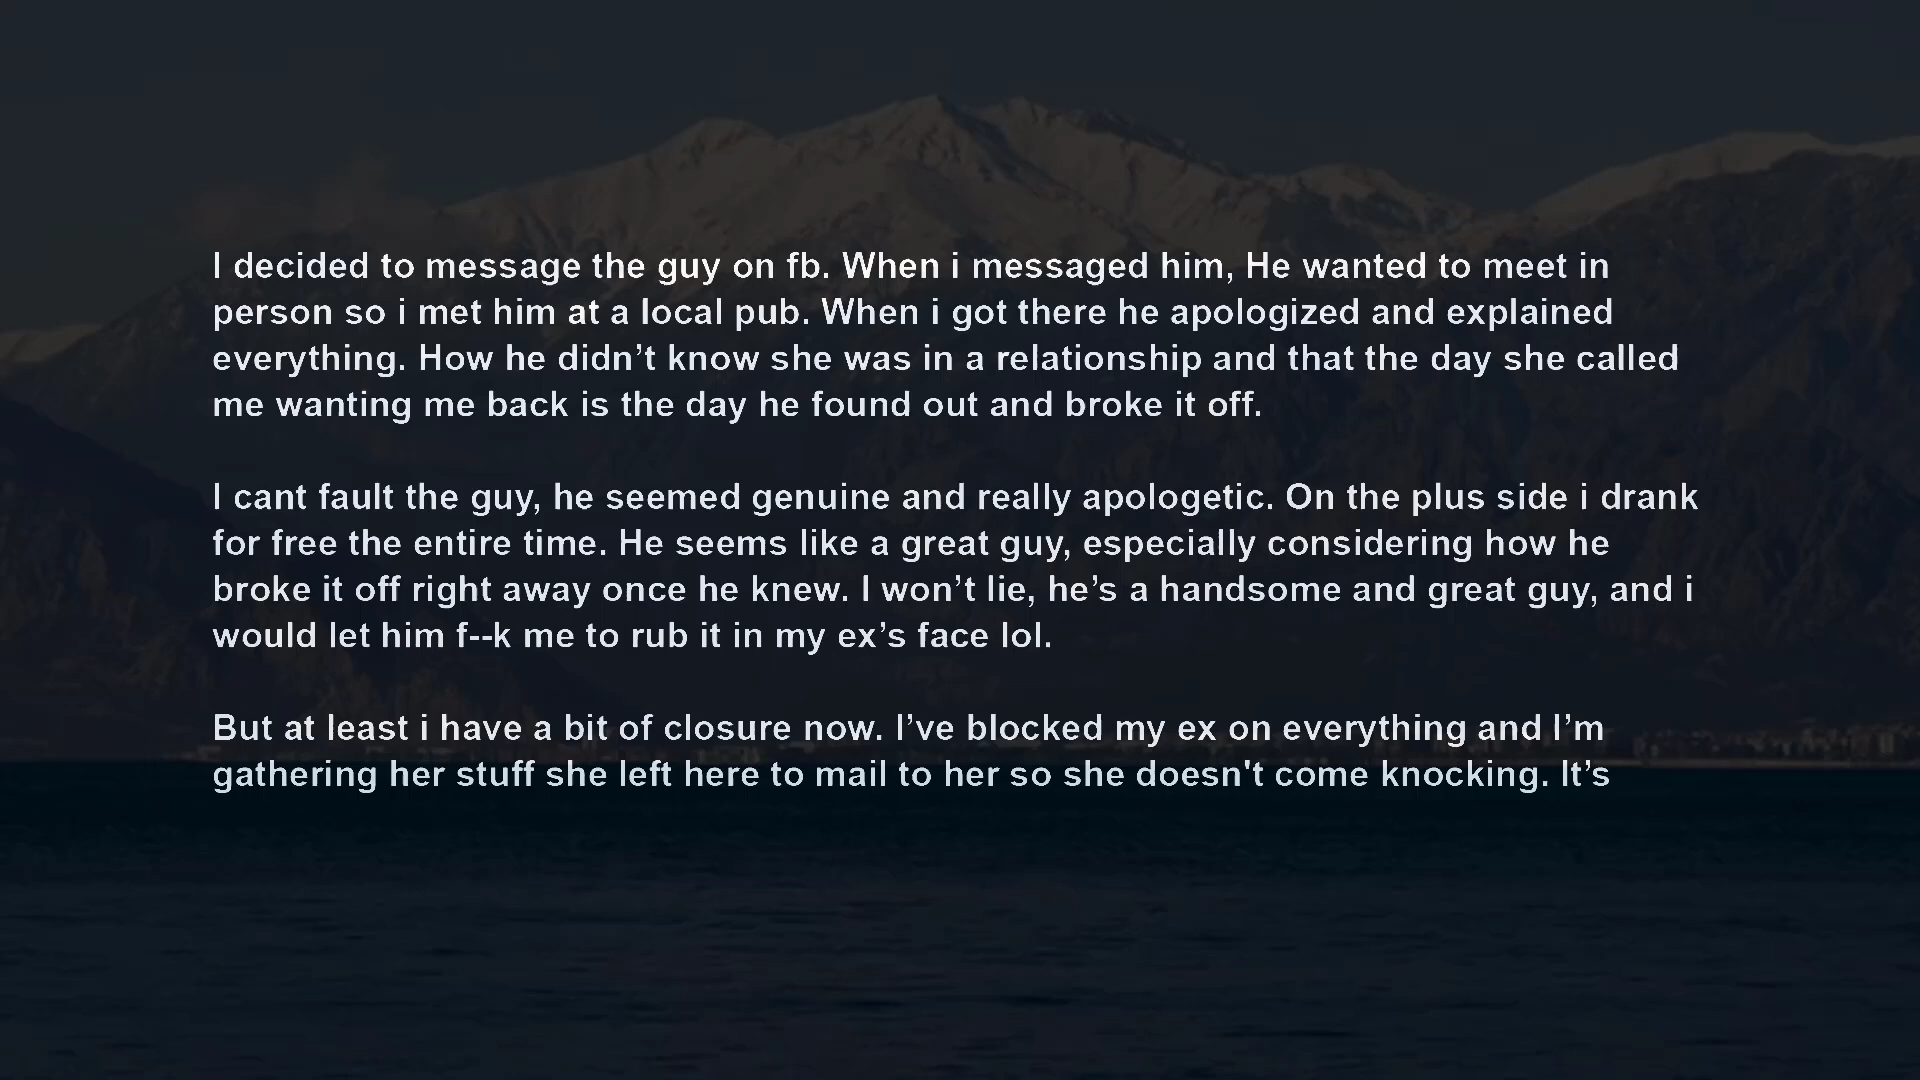 I decided to message the guy on fb. When i messaged him, He wanted to meet in
person so i met him at a local pub. When i got there he apologized and explained
everything. How he didn’t know she was in a relationship and that the day she called
me wanting me back is the day he found out and broke it off.
I cant fault the guy, he seemed genuine and really apologetic. On the plus side i drank
for free the entire time. He seems like a great guy, especially considering how he
broke it off right away once he knew. I won’t lie, he’s a handsome and great guy, and i
would let him f--k me to rub it in my ex’s face lol.
But at least i have a bit of closure now. I’ve blocked my ex on everything and I’m
gathering her stuff she left here to mail to her so she doesn't come knocking. It’s